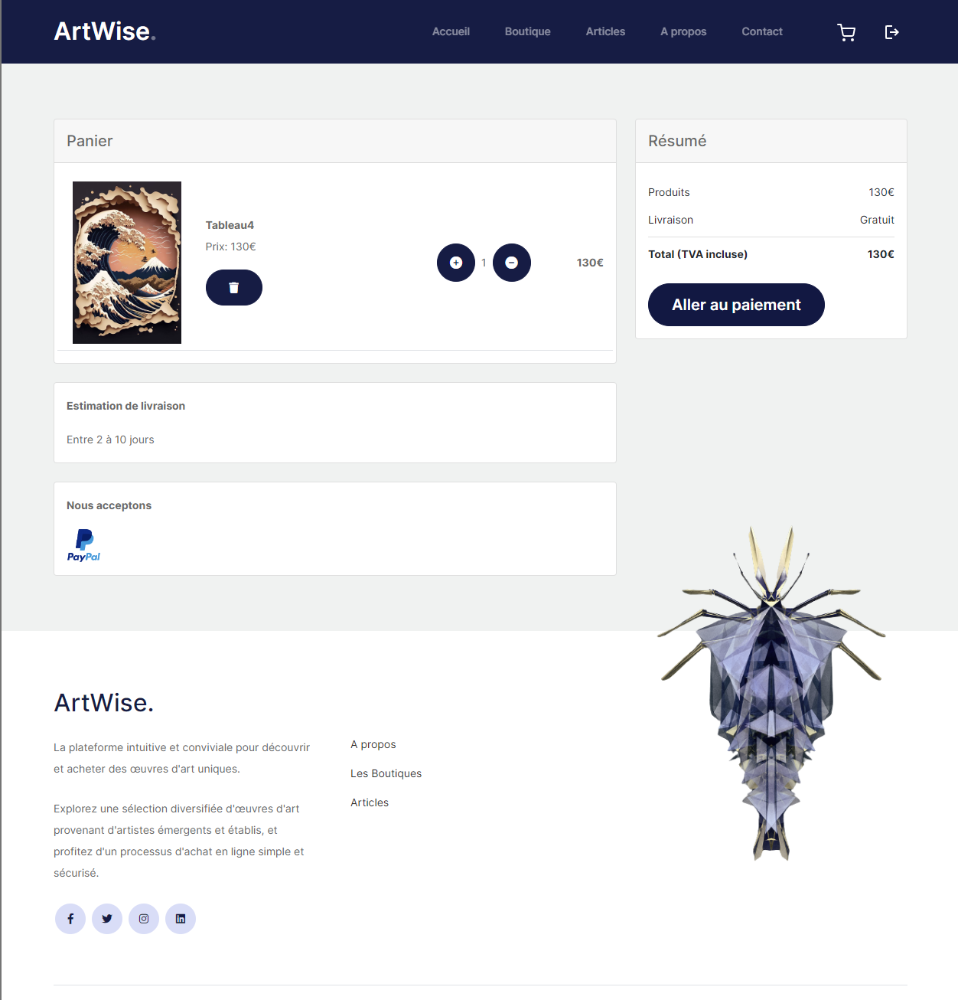 ArtWise.
Accueil Boutique Articles A propos Contact
Panier
Tableau4
Prix: 130€
1
130€
Résumé
Produits 130€
Livraison Gratuit
Total (TVA incluse) 130€
Aller au paiement
Estimation de livraison
Entre 2 à 10 jours
Nous acceptons
PayPal
ArtWise.
La plateforme intuitive et conviviale pour découvrir
et acheter des œuvres d'art uniques.
Explorez une sélection diversifiée d'œuvres d'art
provenant d'artistes émergents et établis, et
profitez d'un processus d'achat en ligne simple et
sécurisé.
A propos
Les Boutiques
Articles